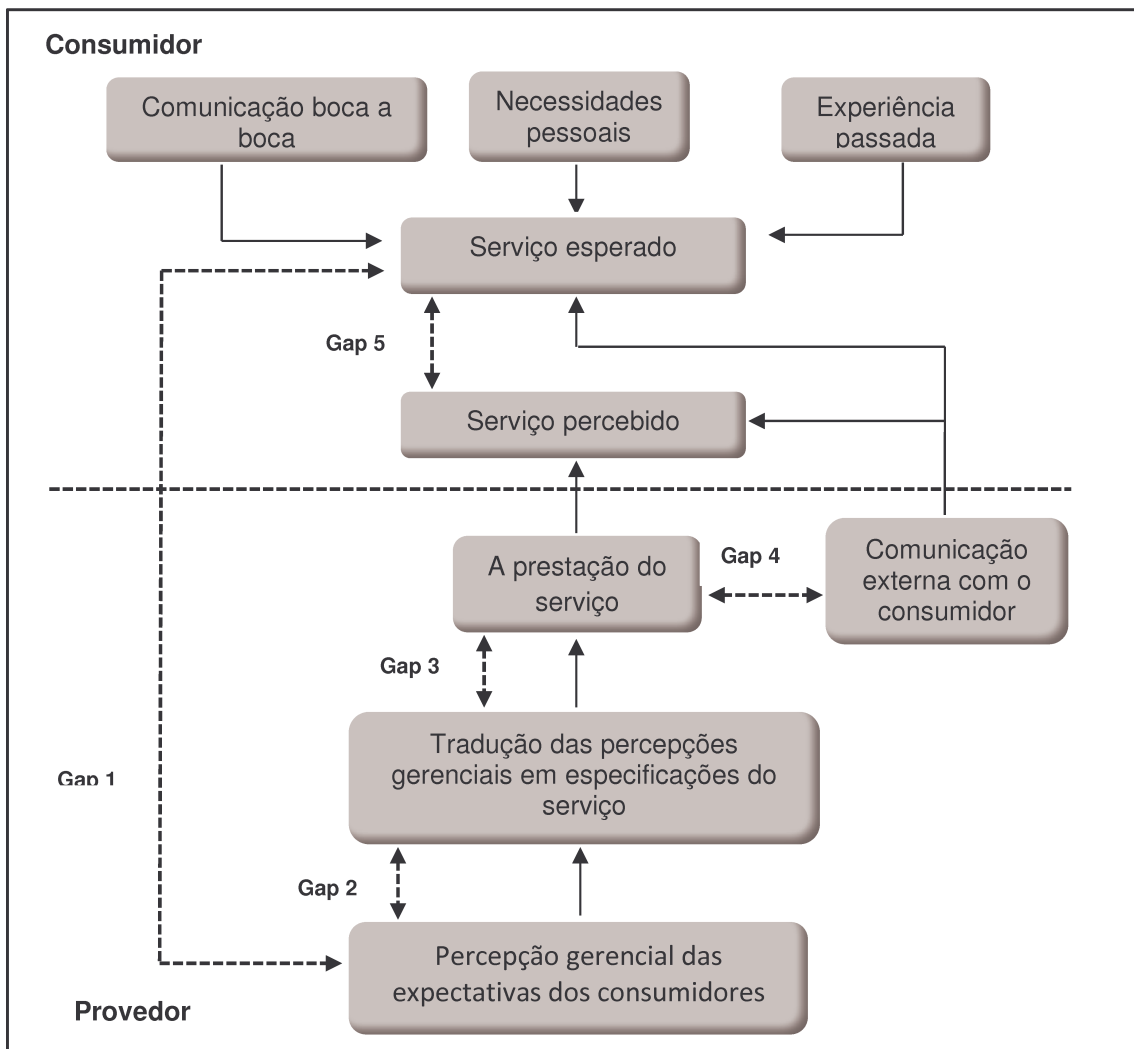 Consumidor
Comunicação boca a
boca
Necessidades
pessoais
Experiência
passada
Serviço esperado
Gap 5
Serviço percebido
A prestação do
serviço
Gap 4
Comunicação
externa com o
consumidor
Gap 3
Tradução das percepções
gerenciais em especificações do
serviço
Gap 1
Gap 2
Percepção gerencial das
expectativas dos consumidores
Provedor